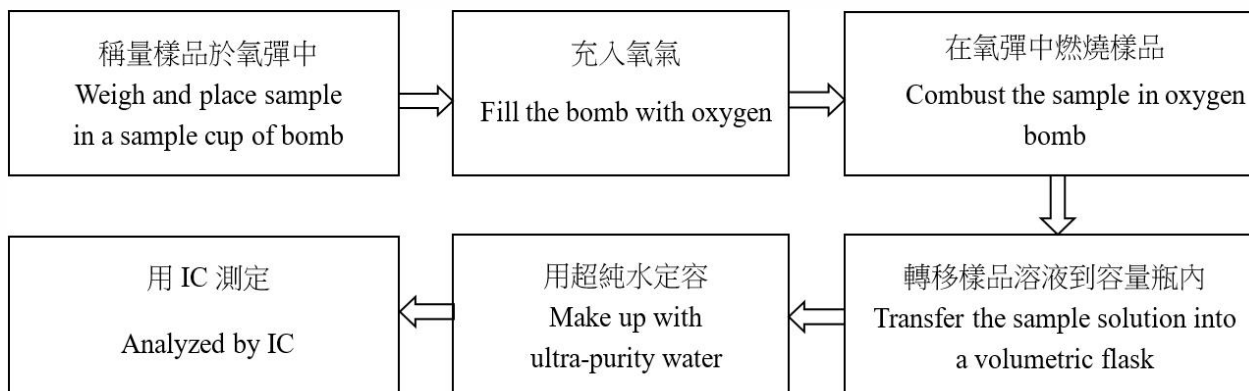 稱量樣品於氧彈中
Weigh and place sample
in a sample cup of bomb
充入氧氣
Fill the bomb with oxygen
在氧彈中燃燒樣品
Combust the sample in oxygen
bomb
轉移樣品溶液到容量瓶內
Transfer the sample solution into
a volumetric flask
用超純水定容
Make up with
ultra-purity water
用 IC 測定
Analyzed by IC